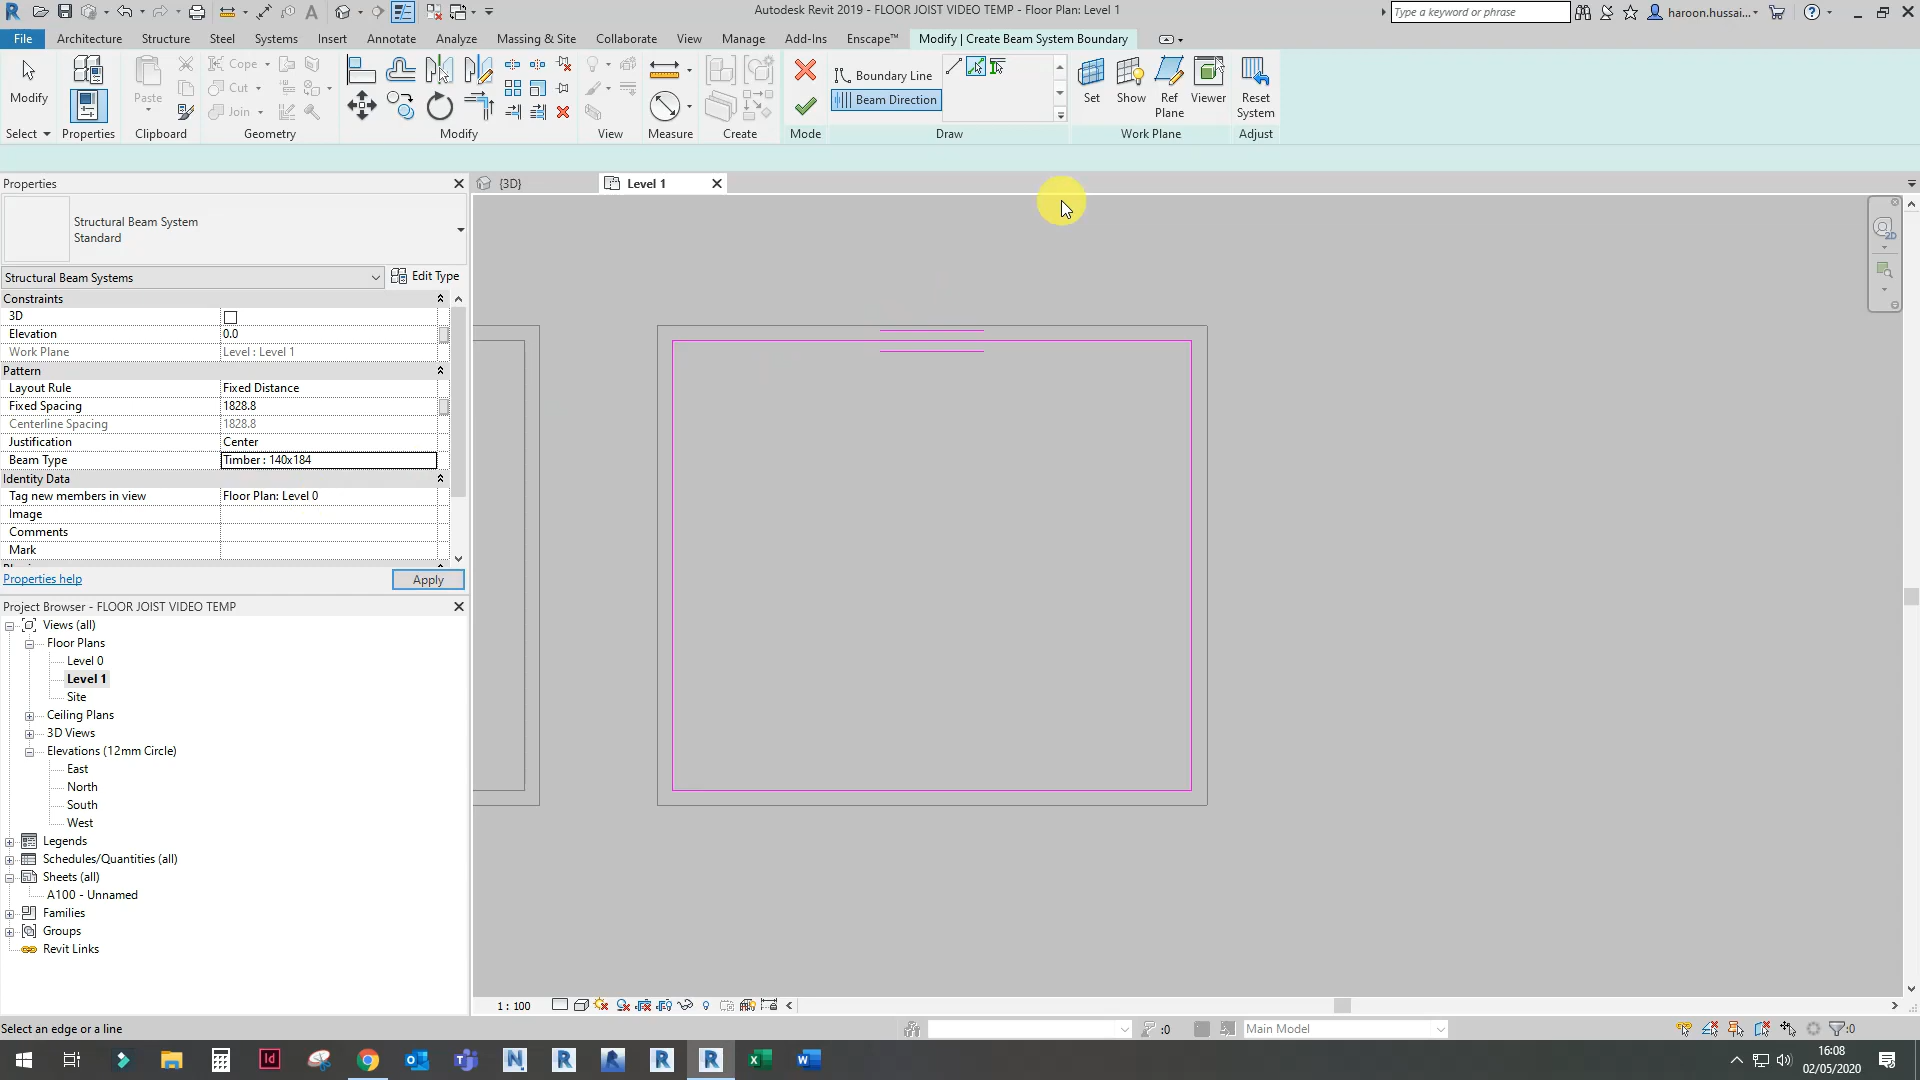 Autodesk Revit 2019 - FLOOR JOIST VIDEO TEMP - Floor Plan: Level 1
Type a keyword or phrase
haroon.hussai...
File Architecture Structure Steel Systems Insert Annotate Analyze Massing & Site Collaborate View Manage Add-Ins Enscape™ Modify | Create Beam System Boundary
Modify
Select
Properties
Paste
Clipboard
Cope
Cut
Join
Geometry
Modify
View
Measure
Create
Mode
Boundary Line
Beam Direction
Draw
Set
Show
Ref Plane
Viewer
Work Plane
Reset System
Adjust
Properties
{3D}
Level 1
Structural Beam System
Standard
Structural Beam Systems
Edit Type
Constraints
3D
Elevation 0.0
Work Plane Level : Level 1
Pattern
Layout Rule Fixed Distance
Fixed Spacing 1828.8
Centerline Spacing 1828.8
Justification Center
Beam Type Timber : 140x184
Identity Data
Tag new members in view Floor Plan: Level 0
Image
Comments
Mark
Properties help
Apply
Project Browser - FLOOR JOIST VIDEO TEMP
Views (all)
Floor Plans
Level 0
Level 1
Site
Ceiling Plans
3D Views
Elevations (12mm Circle)
East
North
South
West
Legends
Schedules/Quantities (all)
Sheets (all)
A100 - Unnamed
Families
Groups
Revit Links
1 : 100
Select an edge or a line
:0
Main Model
:0
16:08
02/05/2020